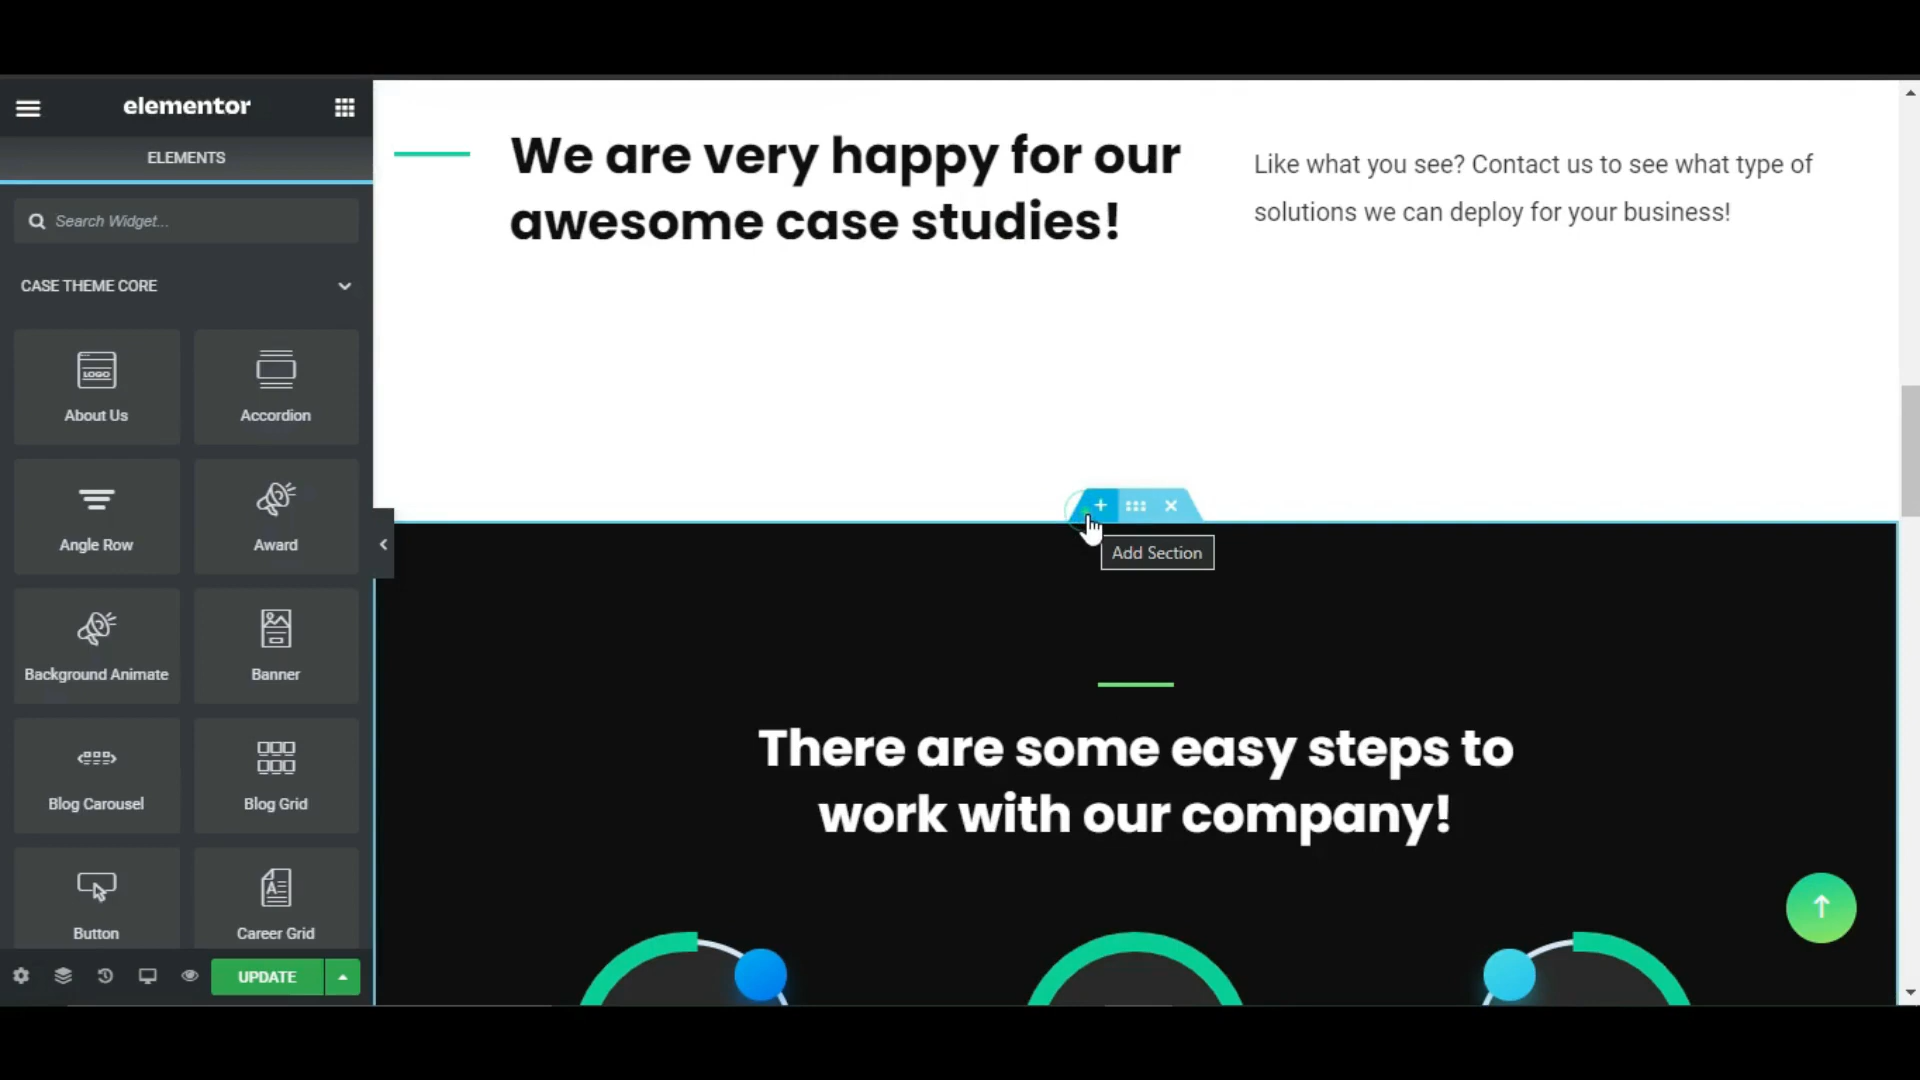 elementor
ELEMENTS
Search Widget...
CASE THEME CORE
LOGO
About Us
Accordion
Angle Row
Award
Background Animate
Banner
Blog Carousel
Blog Grid
Button
A
Career Grid
UPDATE
We are very happy for our
awesome case studies!
Like what you see? Contact us to see what type of
solutions we can deploy for your business!
Add Section
There are some easy steps to
work with our company!